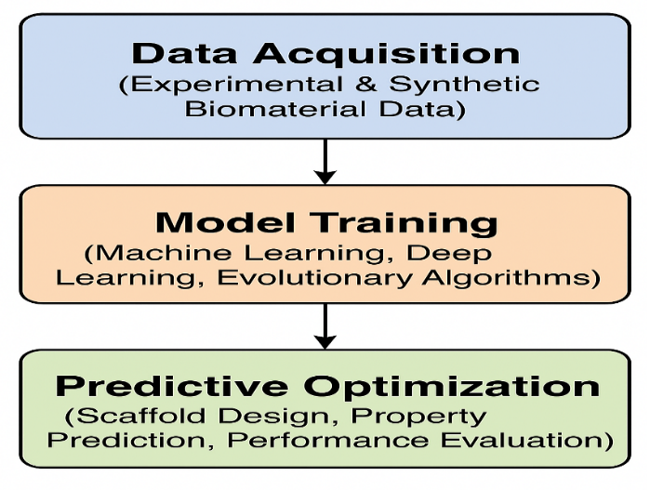 Data Acquisition
(Experimental & Synthetic
Biomaterial Data)
Model Training
(Machine Learning, Deep
Learning, Evolutionary Algorithms)
Predictive Optimization
(Scaffold Design, Property
Prediction, Performance Evaluation)